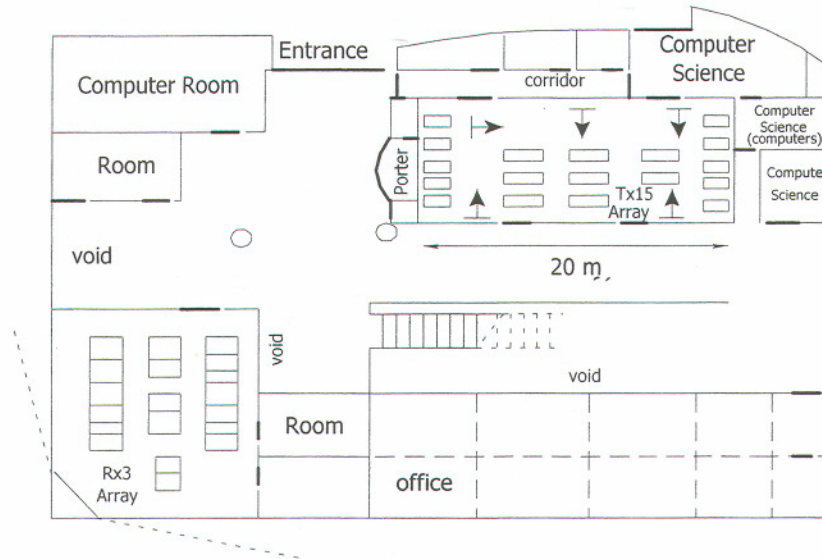 Entrance
Computer
Science
Computer Room
corridor
Computer
Science
(computers)
Room
Porter
Compute
Science
Tx15
Array
void
20 m
void
void
Room
Rx3
Array
office